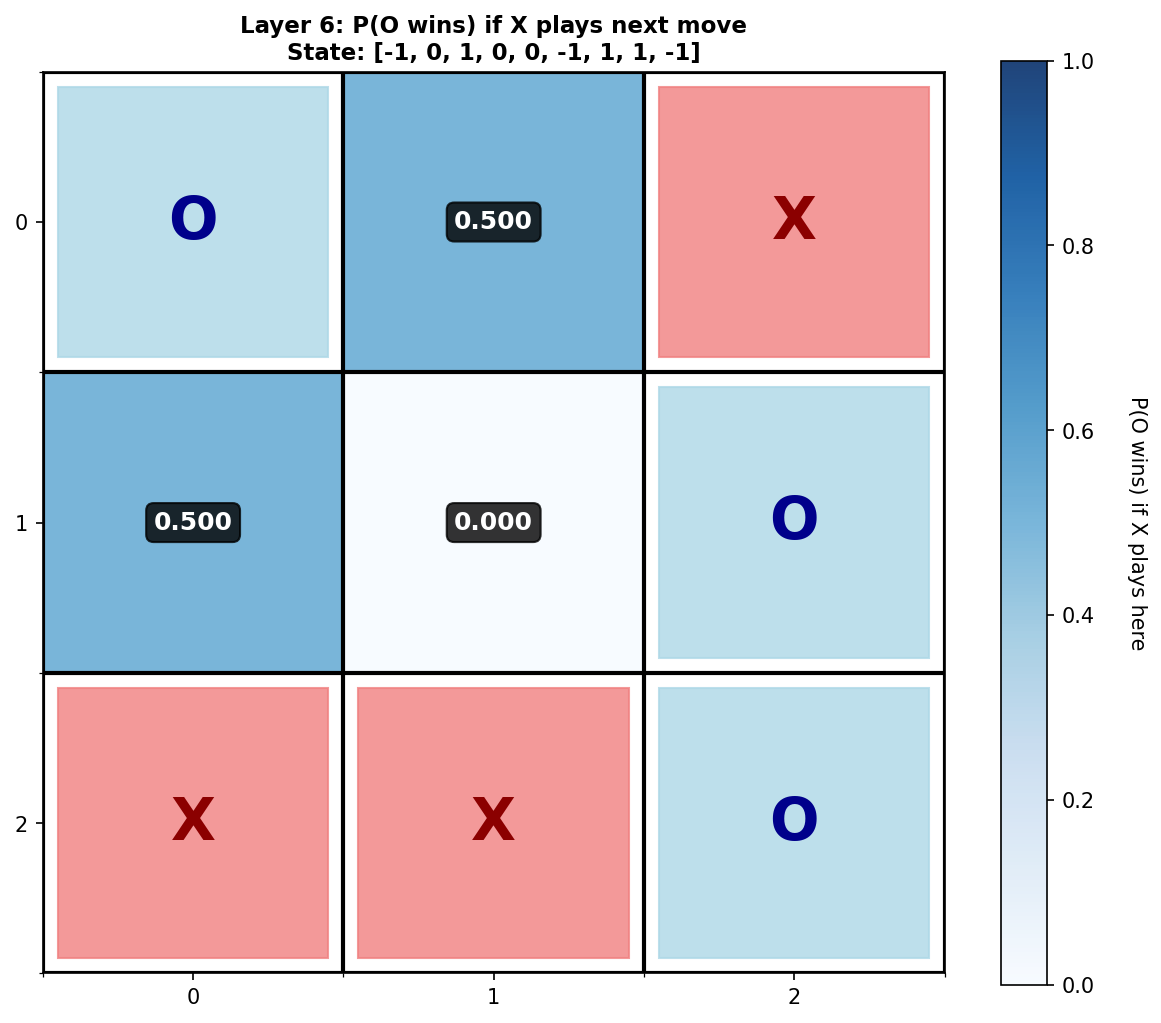 Layer 6: P(O wins) if X plays next move
State: [-1, 0, 1, 0, 0, -1, 1, 1, -1]
0
O
0.500
X
1
0.500
0.000
O
2
X
X
O
0
1
2
1.0
0.8
0.6
0.4
0.2
0.0
P(O wins) if X plays here